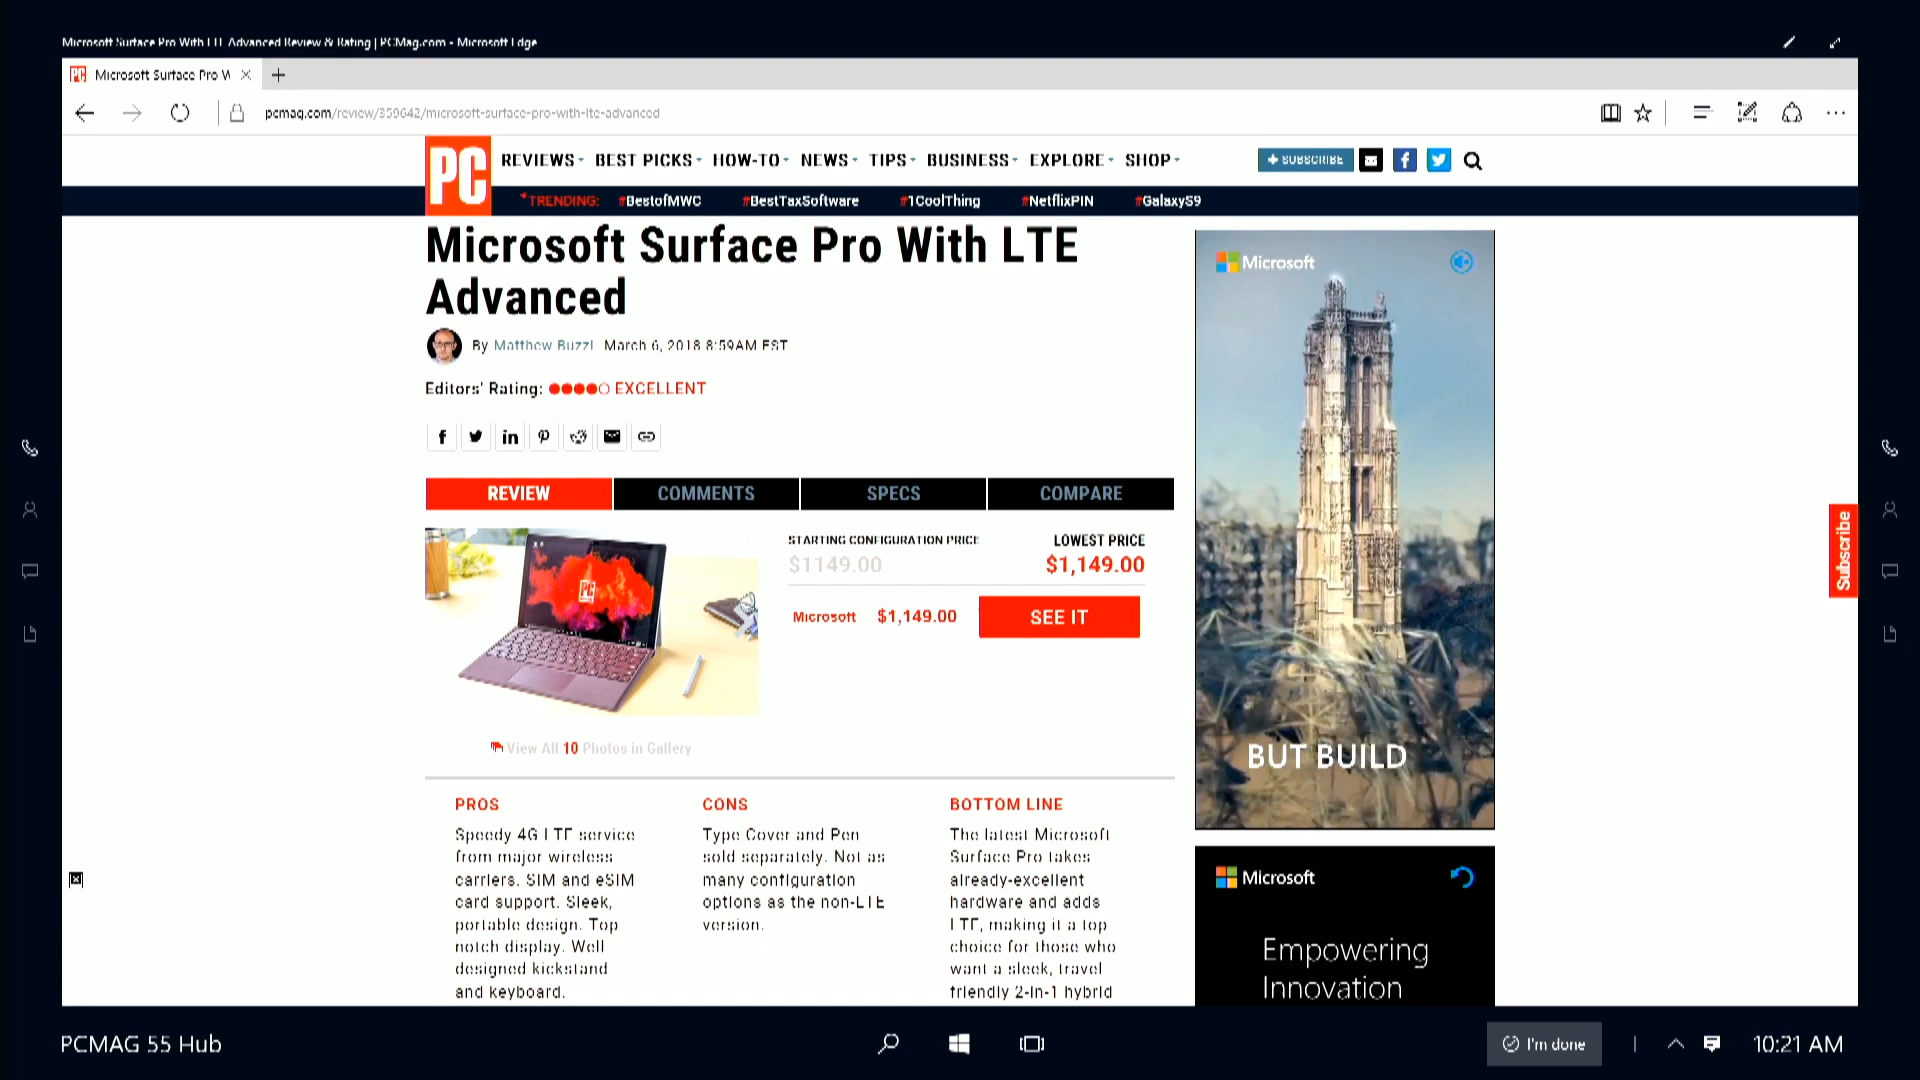 Microsoft Surface Pro With LTE Advanced Review & Rating | PCMag.com - Microsoft Edge
PC Microsoft Surface Pro W
pcmag.com/review/359642/microsoft-surface-pro-with-lte-advanced
PC
REVIEWS BEST PICKS HOW-TO NEWS TIPS BUSINESS EXPLORE SHOP
SUBSCRIBE
TRENDING: #BestofMWC #BestTaxSoftware #1CoolThing #NetflixPIN #GalaxyS9
Microsoft Surface Pro With LTE
Advanced
By Matthew Buzzi March 6, 2018 8:59AM EST
Editors' Rating: EXCELLENT
REVIEW COMMENTS SPECS COMPARE
PC
STARTING CONFIGURATION PRICE
$1149.00
LOWEST PRICE
$1,149.00
Microsoft $1,149.00 SEE IT
View All 10 Photos in Gallery
PROS
Speedy 4G LTE service
from major wireless
carriers. SIM and eSIM
card support. Sleek,
portable design. Top
notch display. Well
designed kickstand
and keyboard.
CONS
Type Cover and Pen
sold separately. Not as
many configuration
options as the non-LTE
version.
BOTTOM LINE
The latest Microsoft
Surface Pro takes
already-excellent
hardware and adds
LTE, making it a top
choice for those who
want a sleek, travel
friendly 2-in-1 hybrid
Microsoft
BUT BUILD
Microsoft
Empowering
Innovation
Subscribe
PCMAG 55 Hub
I'm done
10:21 AM